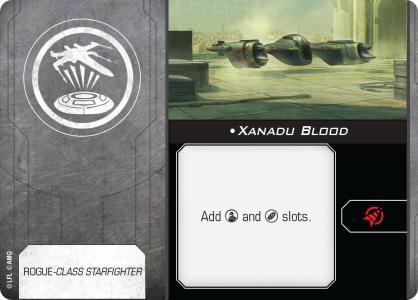 • XANADU BLOOD
Add and slots.
ROGUE-CLASS STARFIGHTER
© LFL © AMG